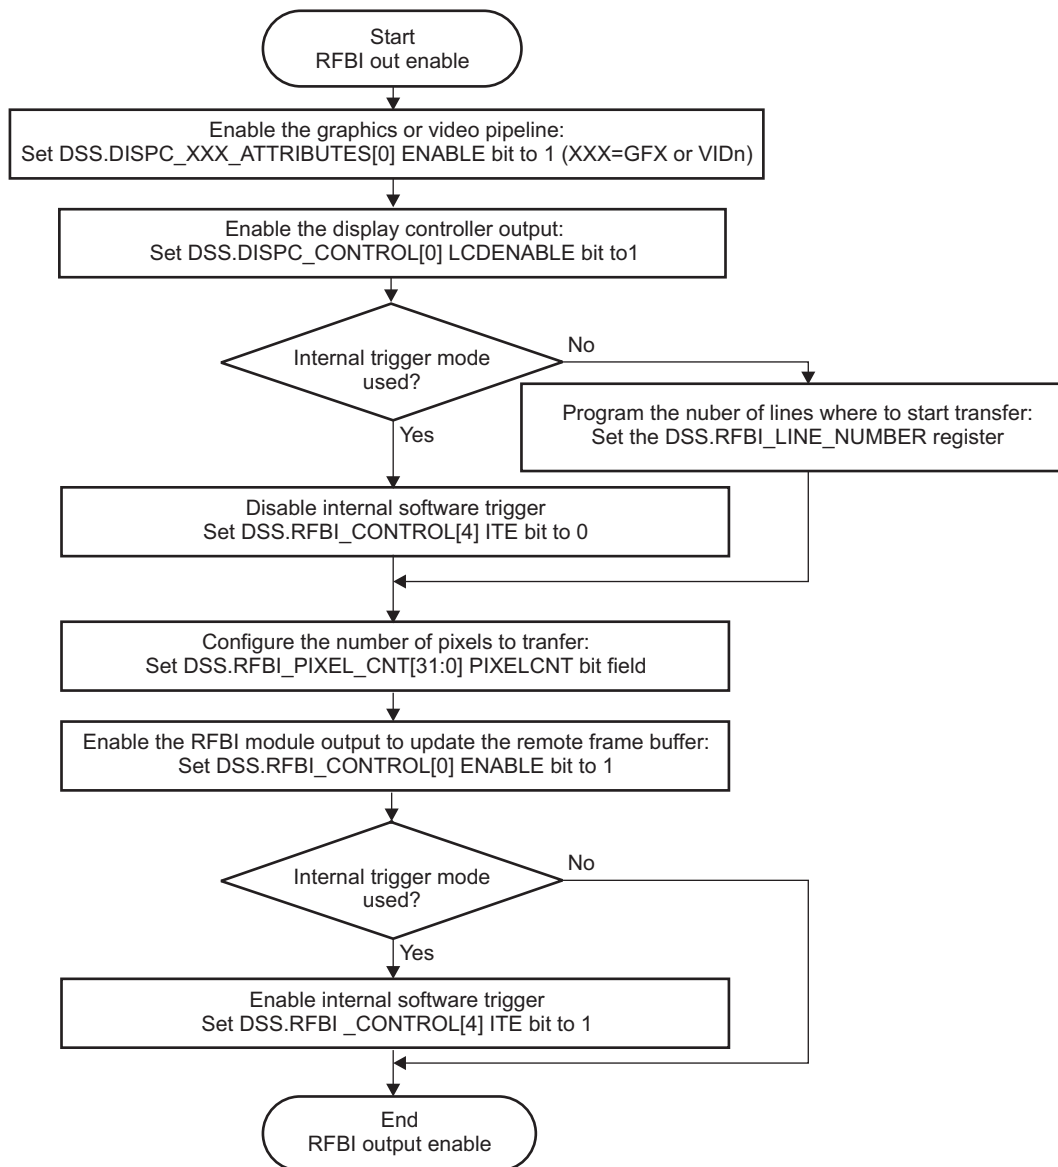 Start
RFBI out enable
Enable the graphics or video pipeline:
Set DSS.DISPC_XXX_ATTRIBUTES[0] ENABLE bit to 1 (XXX=GFX or VIDn)
Enable the display controller output:
Set DSS.DISPC_CONTROL[0] LCDENABLE bit to1
Internal trigger mode
used?
No
Program the nuber of lines where to start transfer:
Set the DSS.RFBI_LINE_NUMBER register
Yes
Disable internal software trigger
Set DSS.RFBI_CONTROL[4] ITE bit to 0
Configure the number of pixels to tranfer:
Set DSS.RFBI_PIXEL_CNT[31:0] PIXELCNT bit field
Enable the RFBI module output to update the remote frame buffer:
Set DSS.RFBI_CONTROL[0] ENABLE bit to 1
Internal trigger mode
used?
No
Yes
Enable internal software trigger
Set DSS.RFBI _CONTROL[4] ITE bit to 1
End
RFBI output enable